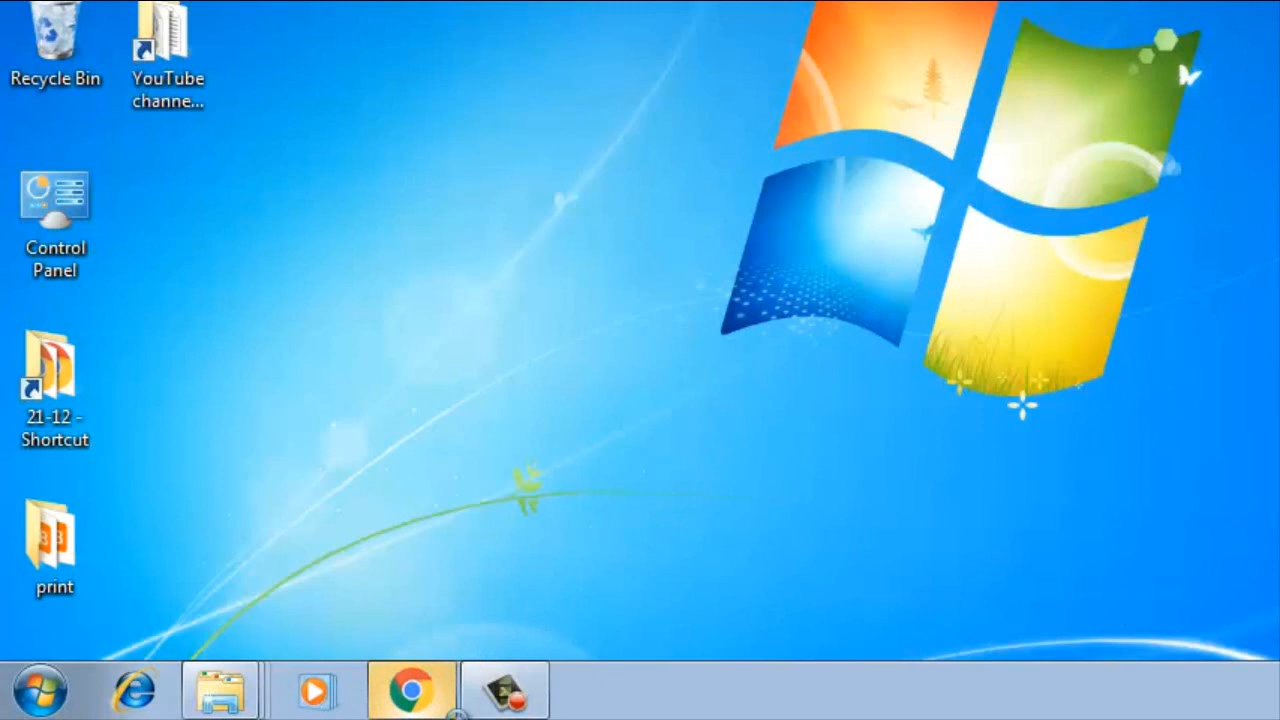 Recycle Bin
YouTube
channe...
Control
Panel
21-12 -
Shortcut
print